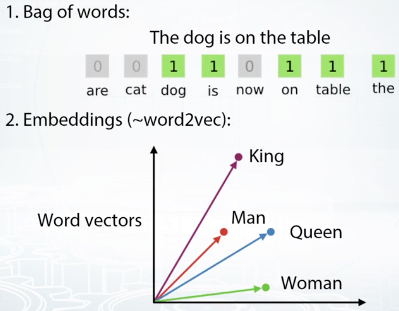 1. Bag of words:
The dog is on the table
0 0 1 1 0 1 1 1
are cat dog is now on table the
2. Embeddings (~word2vec):
King
Word vectors
Man
Queen
Woman